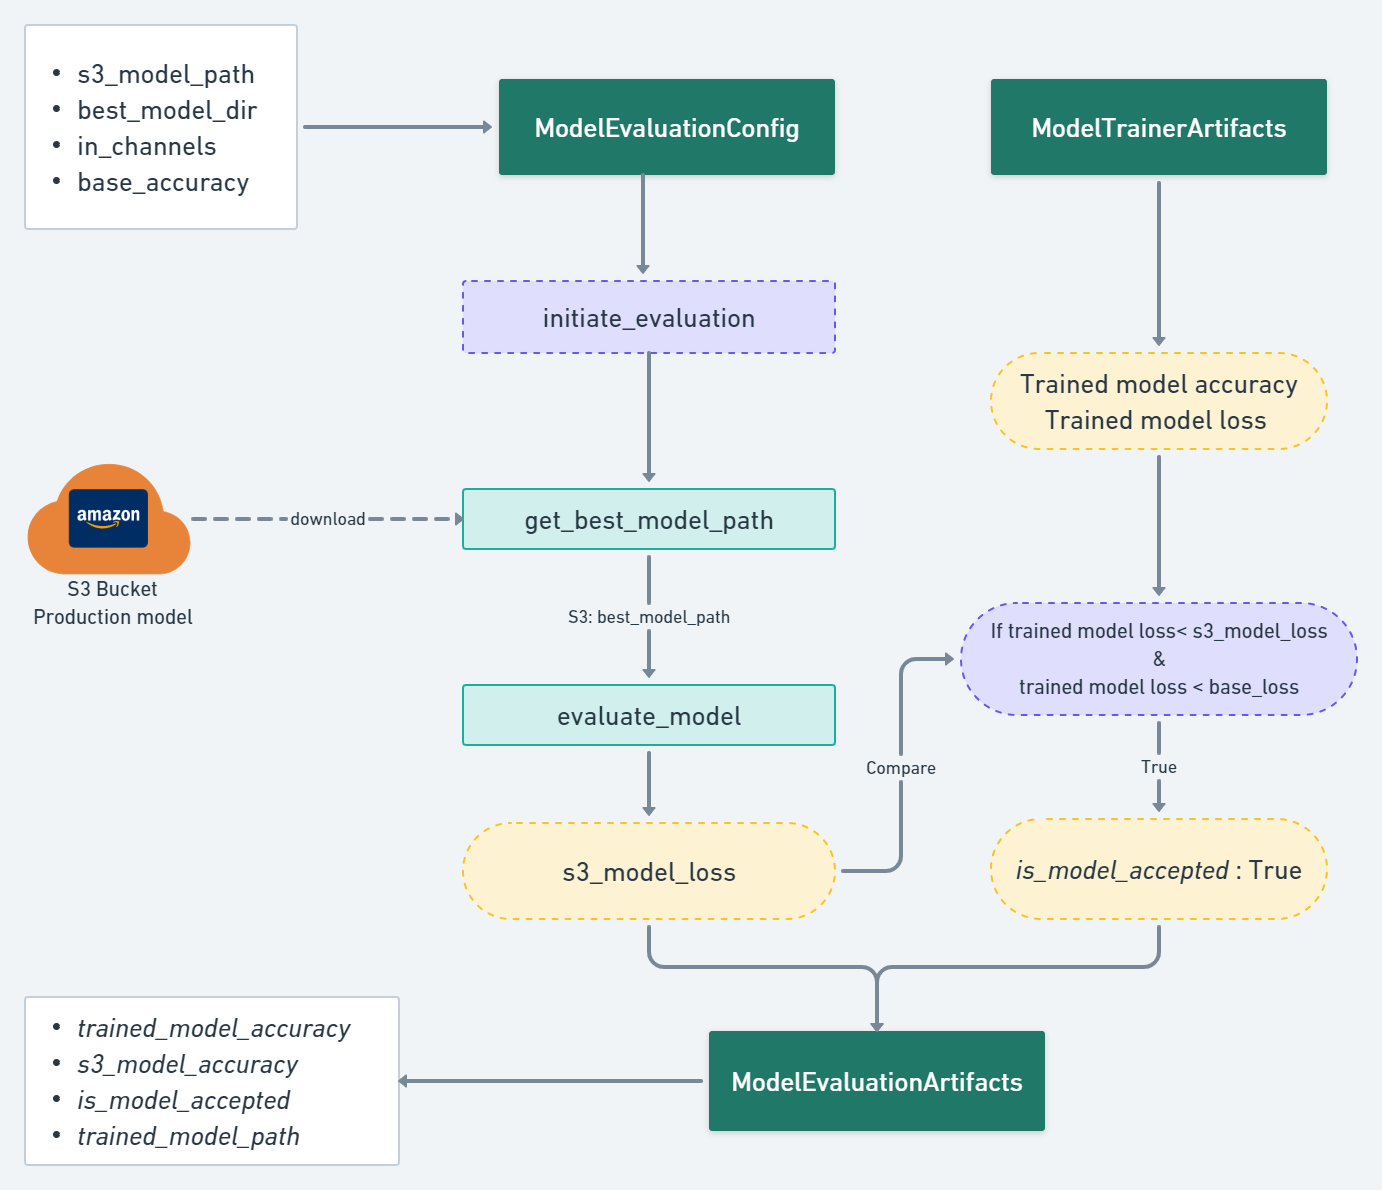 • s3_model_path
• best_model_dir
• in_channels
• base_accuracy
ModelEvaluationConfig
ModelTrainerArtifacts
initiate_evaluation
Trained model accuracy
Trained model loss
amazon
S3 Bucket
Production model
download
get_best_model_path
S3: best_model_path
evaluate_model
If trained model loss< s3_model_loss
&
trained model loss < base_loss
Compare
True
s3_model_loss
is_model_accepted : True
ModelEvaluationArtifacts
• trained_model_accuracy
• s3_model_accuracy
• is_model_accepted
• trained_model_path